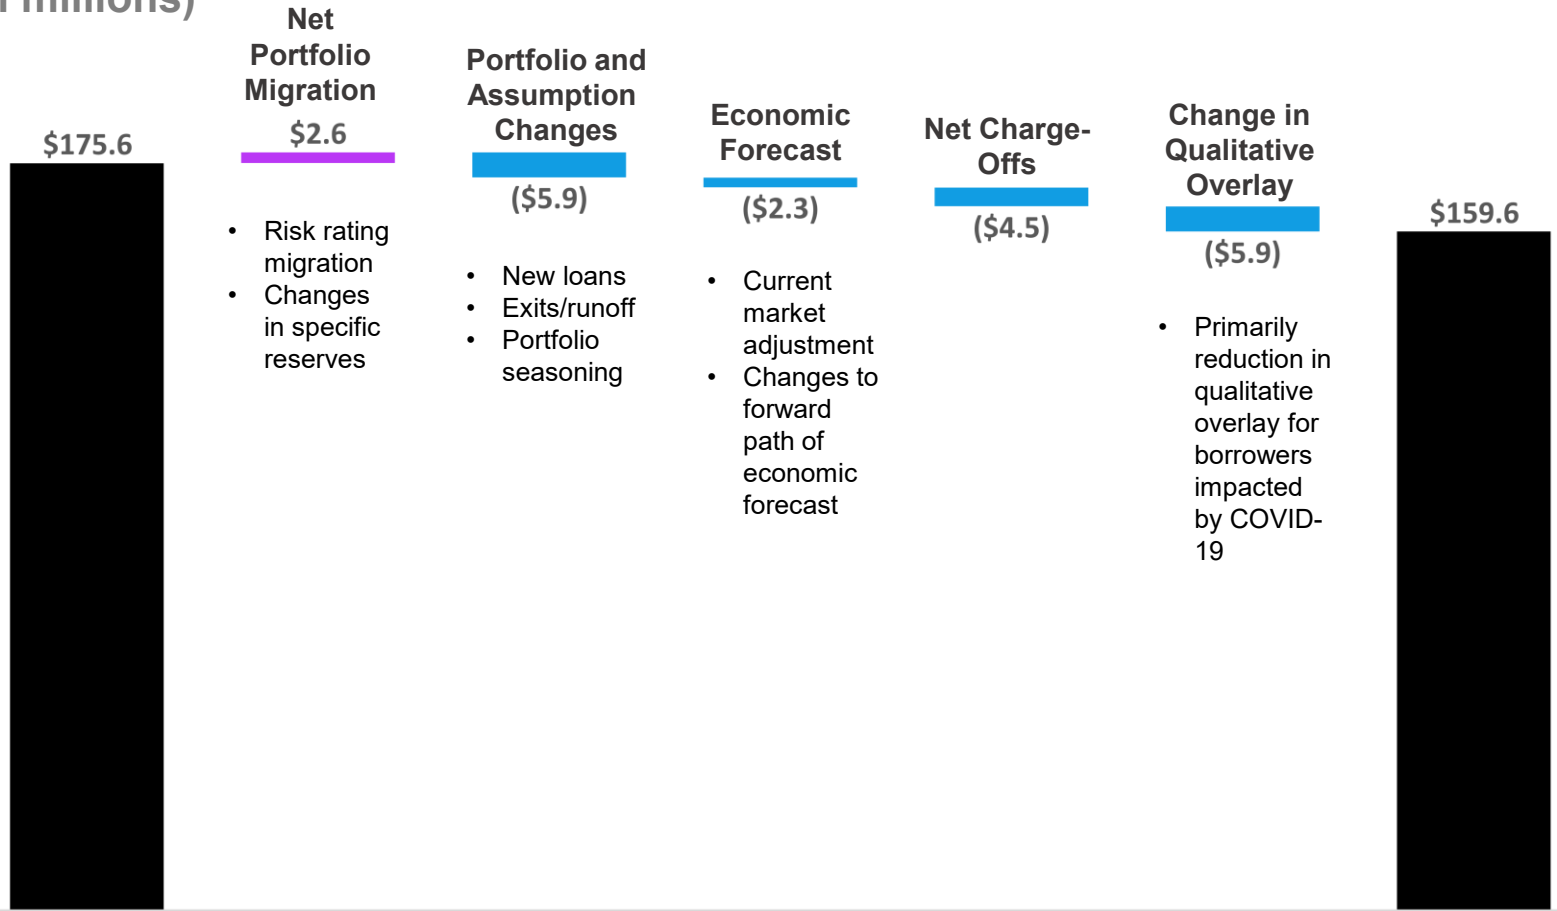 millions)
$175.6
Net
Portfolio
Migration
$2.6
• Risk rating
migration
• Changes
in specific
reserves
Portfolio and
Assumption
Changes
($5.9)
• New loans
• Exits/runoff
• Portfolio
seasoning
Economic
Forecast
($2.3)
• Current
market
adjustment
• Changes to
forward
path of
economic
forecast
Net Charge-
Offs
($4.5)
Change in
Qualitative
Overlay
($5.9)
• Primarily
reduction in
qualitative
overlay for
borrowers
impacted
by COVID-
19
$159.6